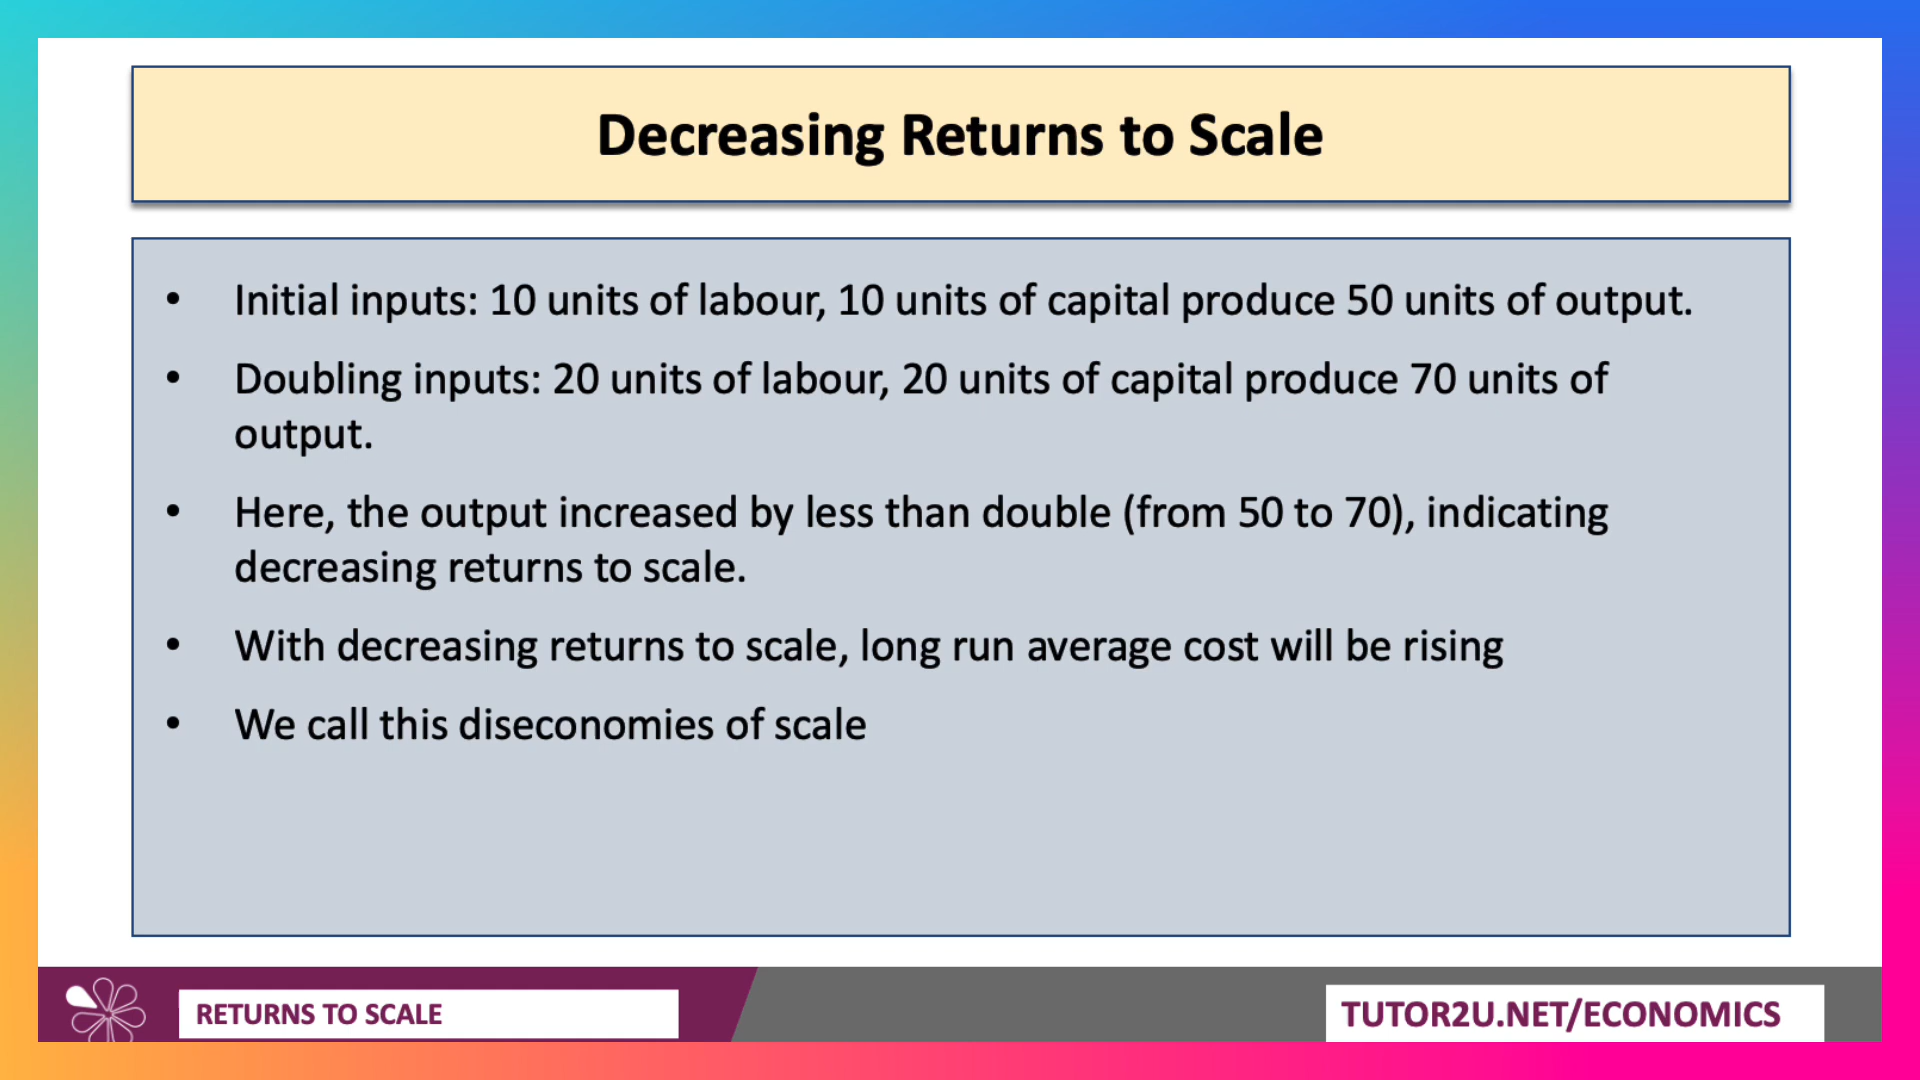 Decreasing Returns to Scale
• Initial inputs: 10 units of labour, 10 units of capital produce 50 units of output.
• Doubling inputs: 20 units of labour, 20 units of capital produce 70 units of
output.
• Here, the output increased by less than double (from 50 to 70), indicating
decreasing returns to scale.
• With decreasing returns to scale, long run average cost will be rising
• We call this diseconomies of scale
RETURNS TO SCALE
TUTOR2U.NET/ECONOMICS